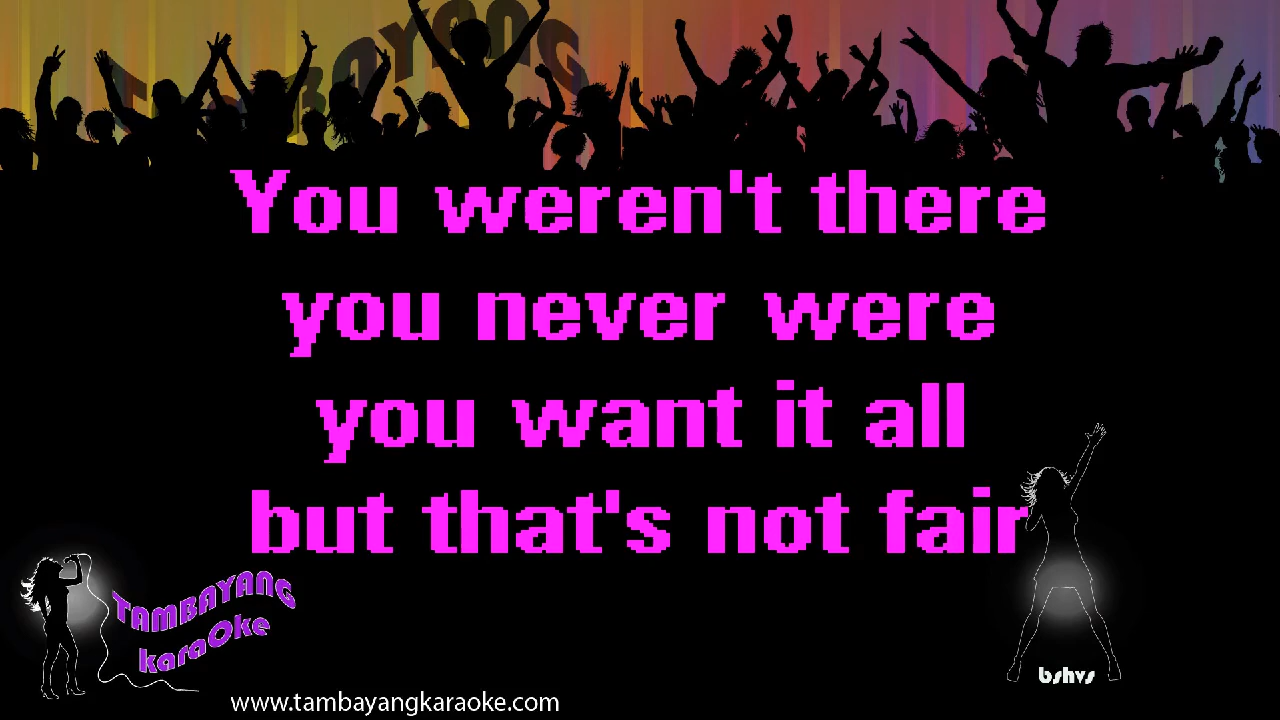 TAMBAYANG
You weren't there
you never were
you want it all
but that's not fair
TAMBAYANG
karaOke
bshvs
www.tambayangkaraoke.com